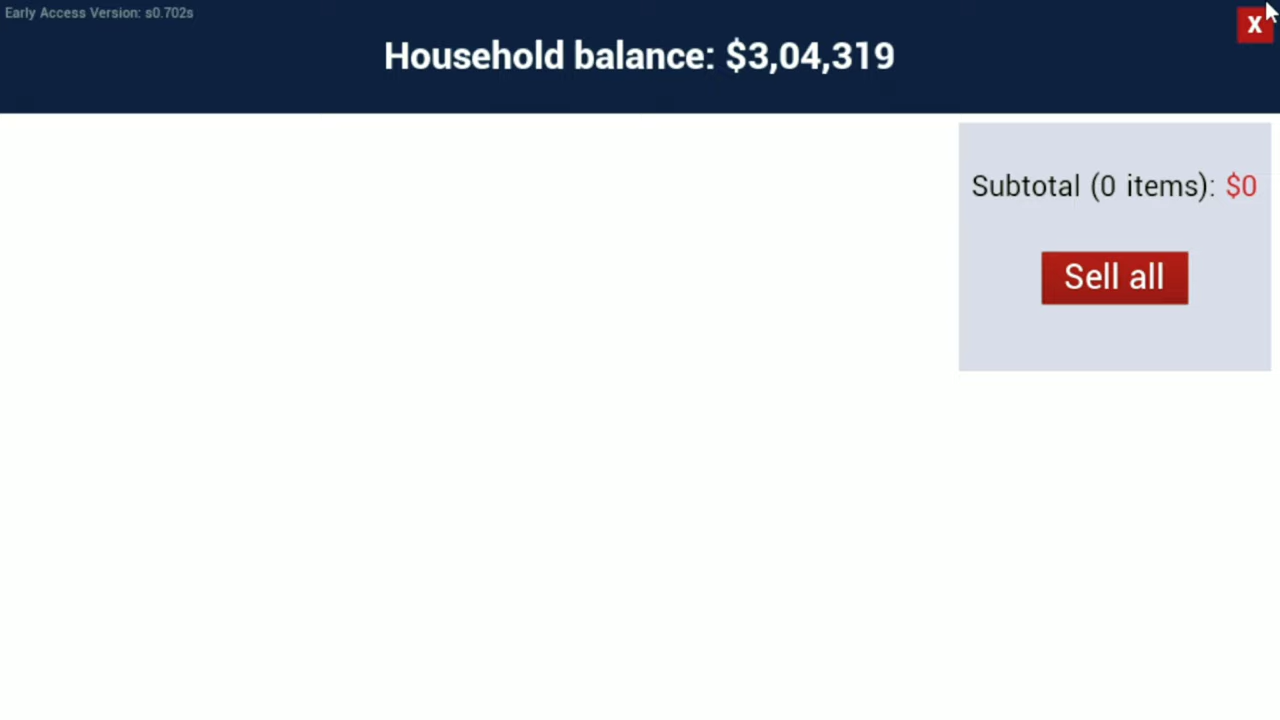 Early Access Version: s0.702s
X
Household balance: $3,04,319
Subtotal (0 items): $0
Sell all